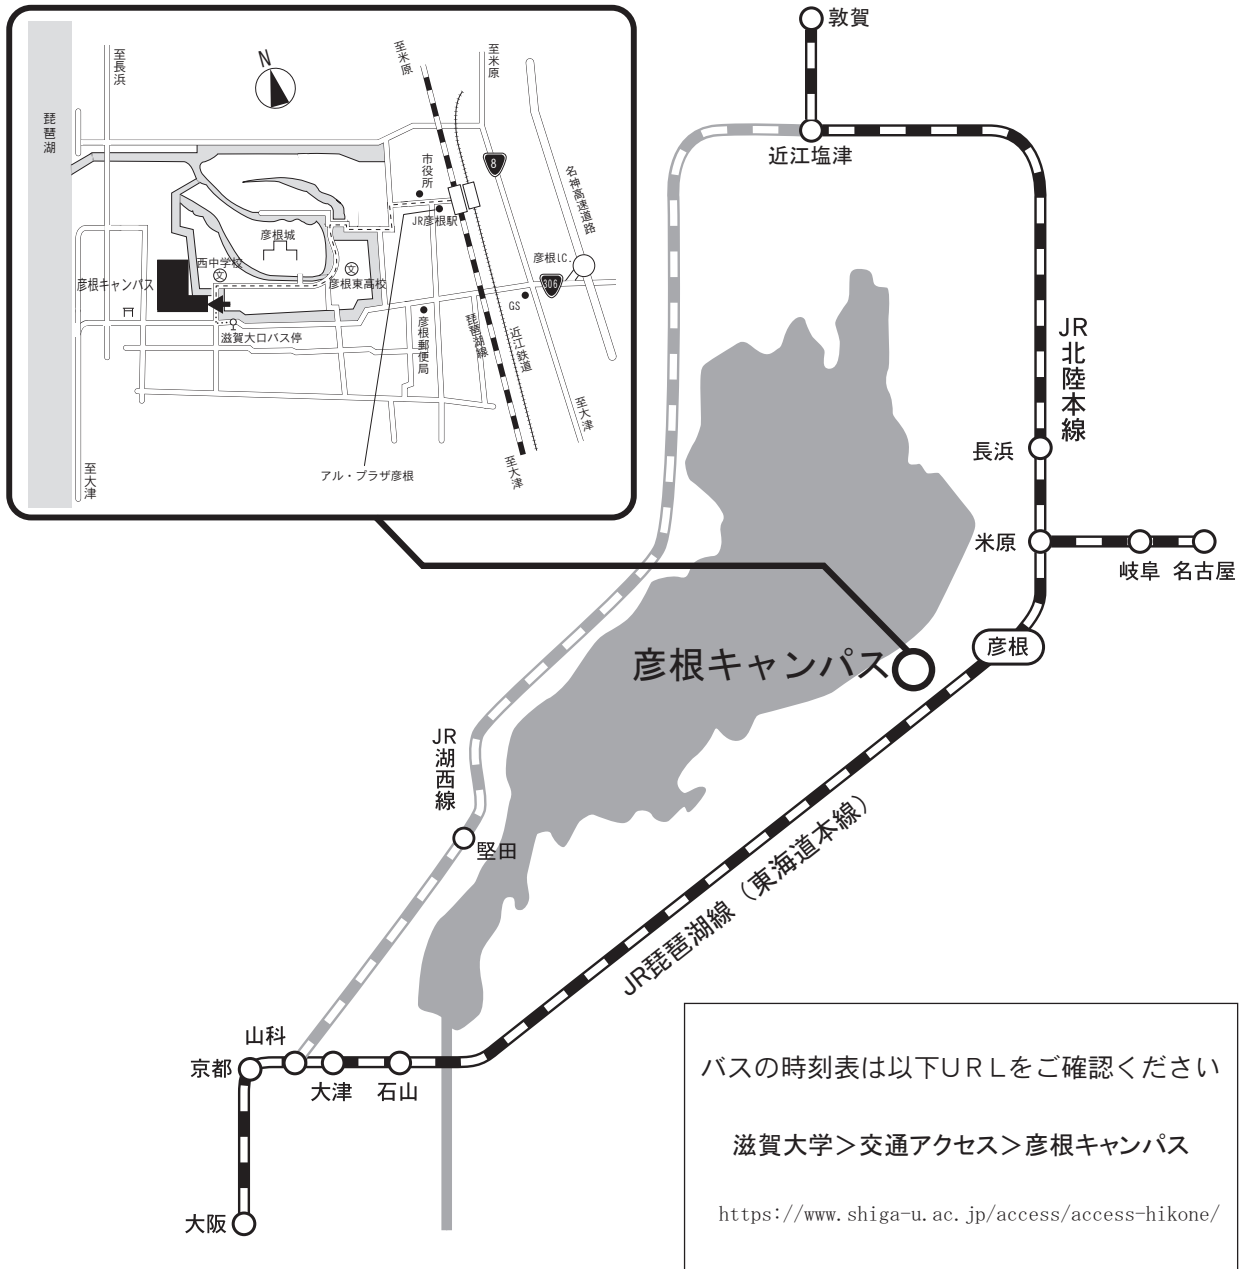 N
至長浜
琵琶湖
至米原
至米原
8
名神高速道路
市役所
JR彦根駅
彦根城
西中学校
文
文
彦根東高校
彦根キャンパス
彦根IC.
306
GS
滋賀大口バス停
彦根郵便局
琵琶湖線
近江鉄道
至大津
至大津
至大津
アル・プラザ彦根
敦賀
近江塩津
JR北陸本線
長浜
米原
岐阜
名古屋
彦根
彦根キャンパス
JR湖西線
堅田
JR琵琶湖線（東海道本線）
山科
京都
大津
石山
大阪
バスの時刻表は以下URLをご確認ください
滋賀大学＞交通アクセス＞彦根キャンパス
https://www.shiga-u.ac.jp/access/access-hikone/